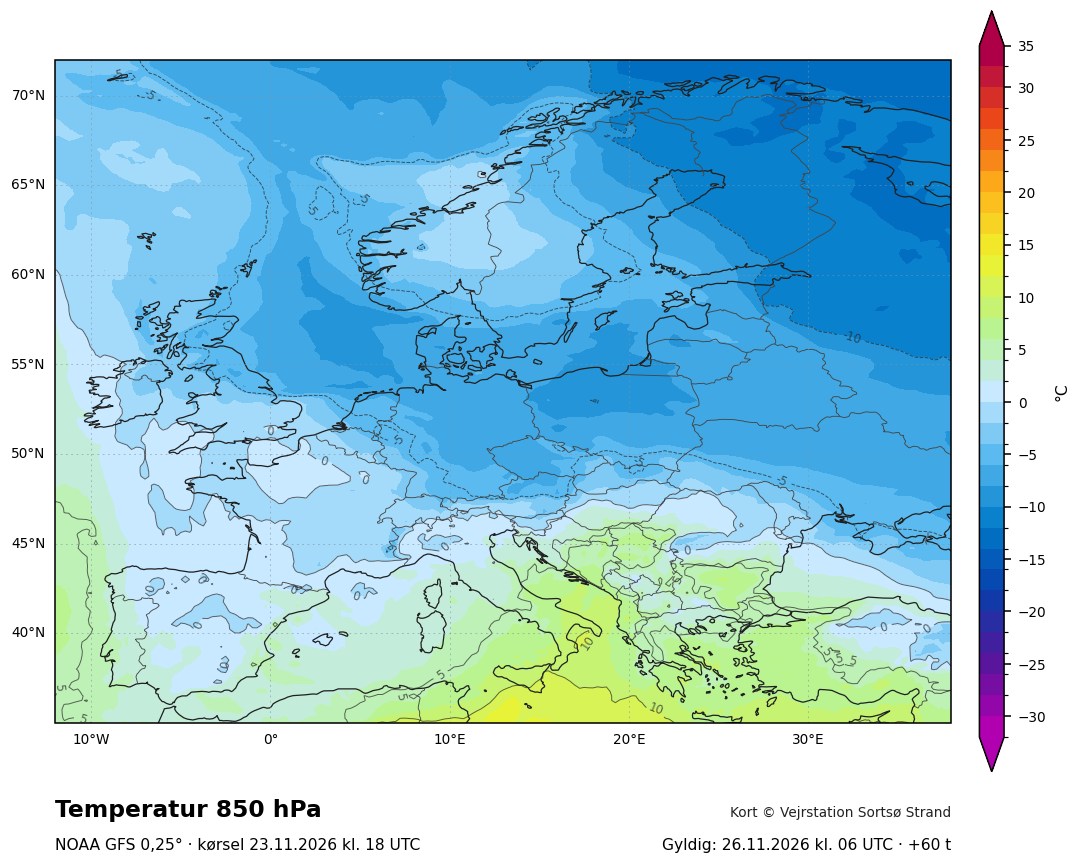 70°N
65°N
60°N
55°N
50°N
45°N
40°N
10°W
0°
10°E
20°E
30°E
35
30
25
20
15
10
5
0
−5
−10
−15
−20
−25
−30
°C
Temperatur 850 hPa
Kort © Vejrstation Sortsø Strand
NOAA GFS 0,25° · kørsel 23.11.2026 kl. 18 UTC
Gyldig: 26.11.2026 kl. 06 UTC · +60 t